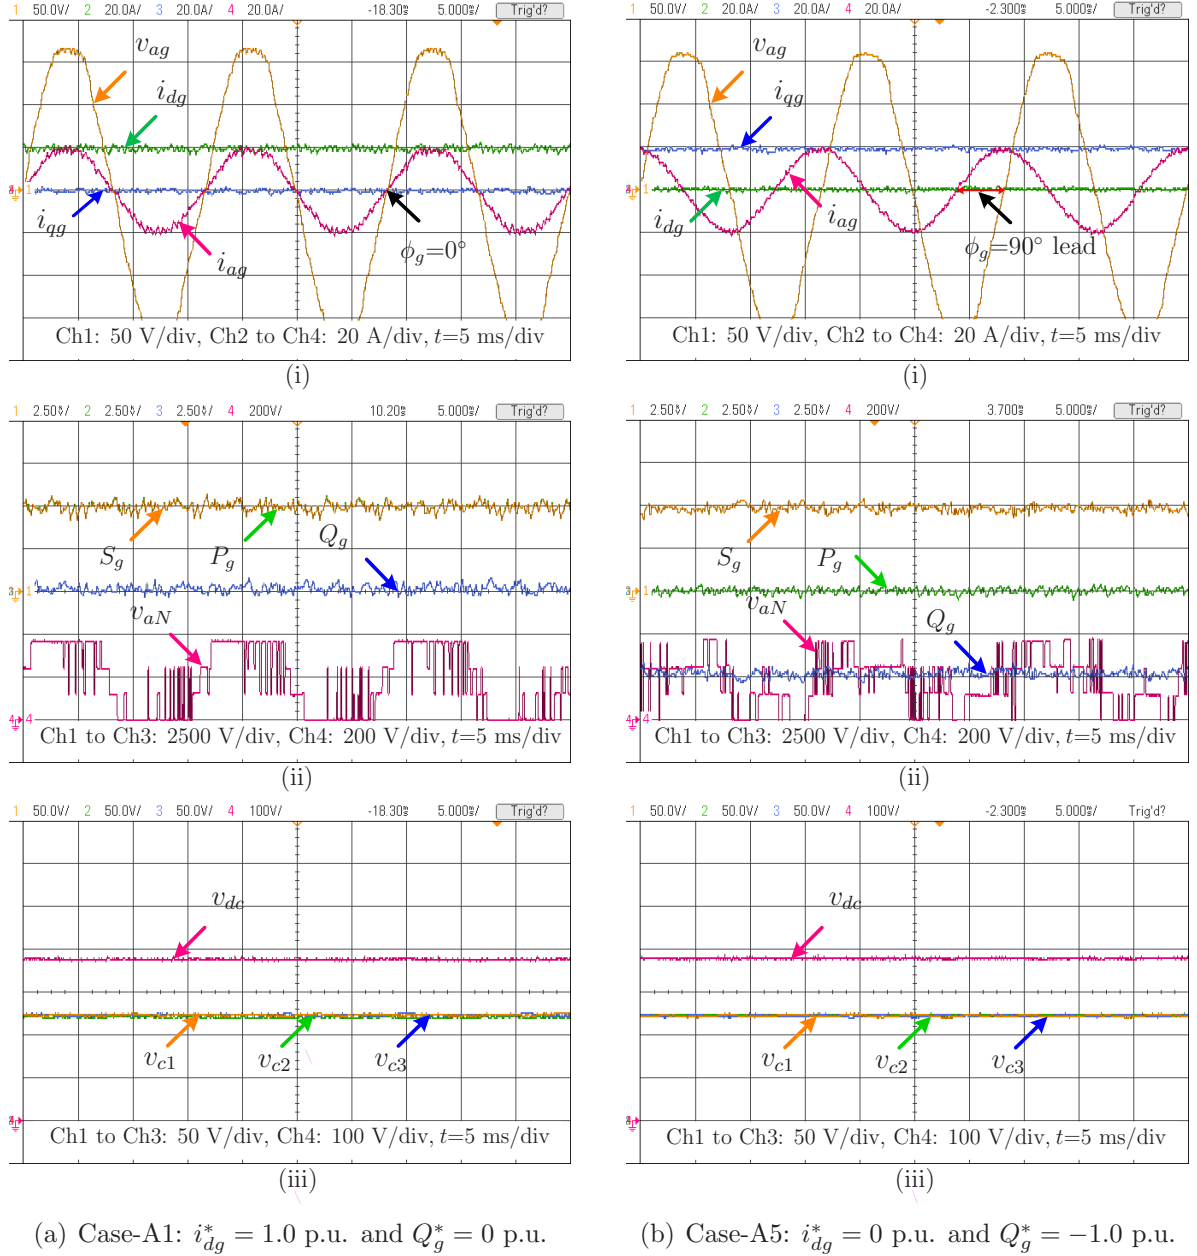 1 50.0V/ 2 20.0A/ 3 20.0A/ 4 20.0A/ -18.30s 5.000s/ Trig'd?
v_ag
i_dg
i_qg
i_ag
ϕ_g=0°
Ch1: 50 V/div, Ch2 to Ch4: 20 A/div, t=5 ms/div
(i)
1 2.50V/ 2 2.50V/ 3 2.50V/ 4 200V/ 10.20s 5.000s/ Trig'd?
S_g
P_g
Q_g
v_aN
Ch1 to Ch3: 2500 V/div, Ch4: 200 V/div, t=5 ms/div
(ii)
1 50.0V/ 2 50.0V/ 3 50.0V/ 4 100V/ -18.30s 5.000s/ Trig'd?
v_dc
v_c1
v_c2
v_c3
Ch1 to Ch3: 50 V/div, Ch4: 100 V/div, t=5 ms/div
(iii)
(a) Case-A1: i*_dg = 1.0 p.u. and Q*_g = 0 p.u.
1 50.0V/ 2 20.0A/ 3 20.0A/ 4 20.0A/ -2.300s 5.000s/ Trig'd?
v_ag
i_qg
i_dg
i_ag
ϕ_g=90° lead
Ch1: 50 V/div, Ch2 to Ch4: 20 A/div, t=5 ms/div
(i)
1 2.50V/ 2 2.50V/ 3 2.50V/ 4 200V/ 3.700s 5.000s/ Trig'd?
S_g
P_g
v_aN
Q_g
Ch1 to Ch3: 2500 V/div, Ch4: 200 V/div, t=5 ms/div
(ii)
1 50.0V/ 2 50.0V/ 3 50.0V/ 4 100V/ -2.300s 5.000s/ Trig'd?
v_dc
v_c1
v_c2
v_c3
Ch1 to Ch3: 50 V/div, Ch4: 100 V/div, t=5 ms/div
(iii)
(b) Case-A5: i*_dg = 0 p.u. and Q*_g = −1.0 p.u.